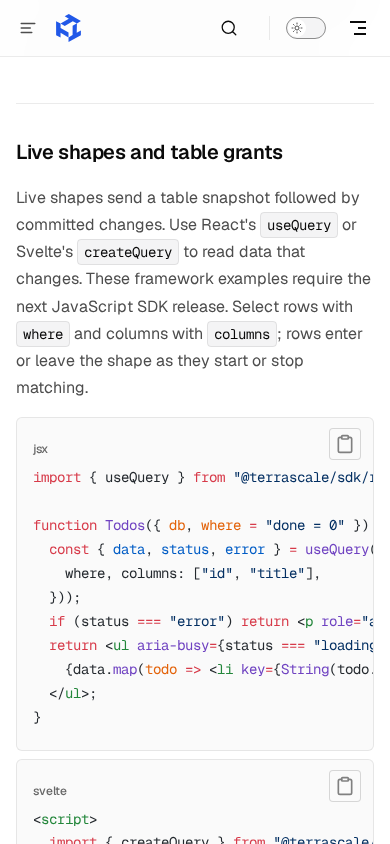 Live shapes and table grants
Live shapes send a table snapshot followed by
committed changes. Use React's useQuery or
Svelte's createQuery to read data that
changes. These framework examples require the
next JavaScript SDK release. Select rows with
where and columns with columns; rows enter
or leave the shape as they start or stop
matching.
jsx
import { useQuery } from "@terrascale/sdk/
function Todos({ db, where = "done = 0" })
  const { data, status, error } = useQuery(
    where, columns: ["id", "title"],
  }));
  if (status === "error") return <p role="a
  return <ul aria-busy={status === "loading
    {data.map(todo => <li key={String(todo.
  </ul>;
}
svelte
<script>
  import { createQuery } from "@terrascale/